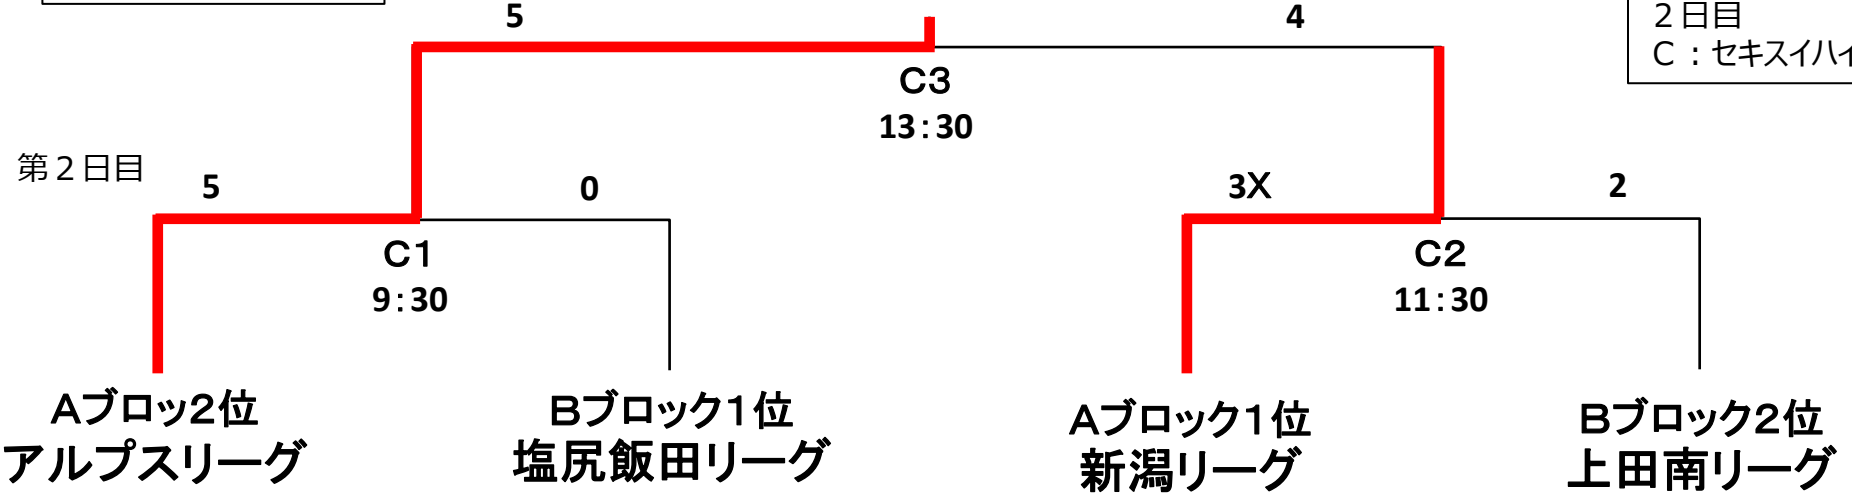 5
4
２日目
C：セキスイハイ
C3
13:30
第２日目
5
0
3X
2
C1
9:30
C2
11:30
Aブロッ2位
アルプスリーグ
Bブロック1位
塩尻飯田リーグ
Aブロック1位
新潟リーグ
Bブロック2位
上田南リーグ